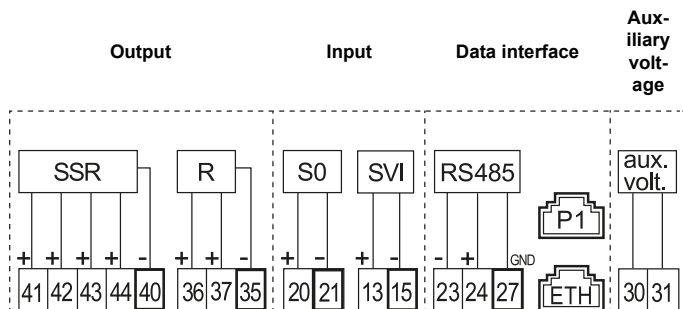 Output Input Data interface Aux-
iliary
volt-
age
SSR R S0 SVI RS485 aux.
volt.
P1
+ + + + - + + - + - + - - + GND
41 42 43 44 40 36 37 35 20 21 13 15 23 24 27 ETH 30 31